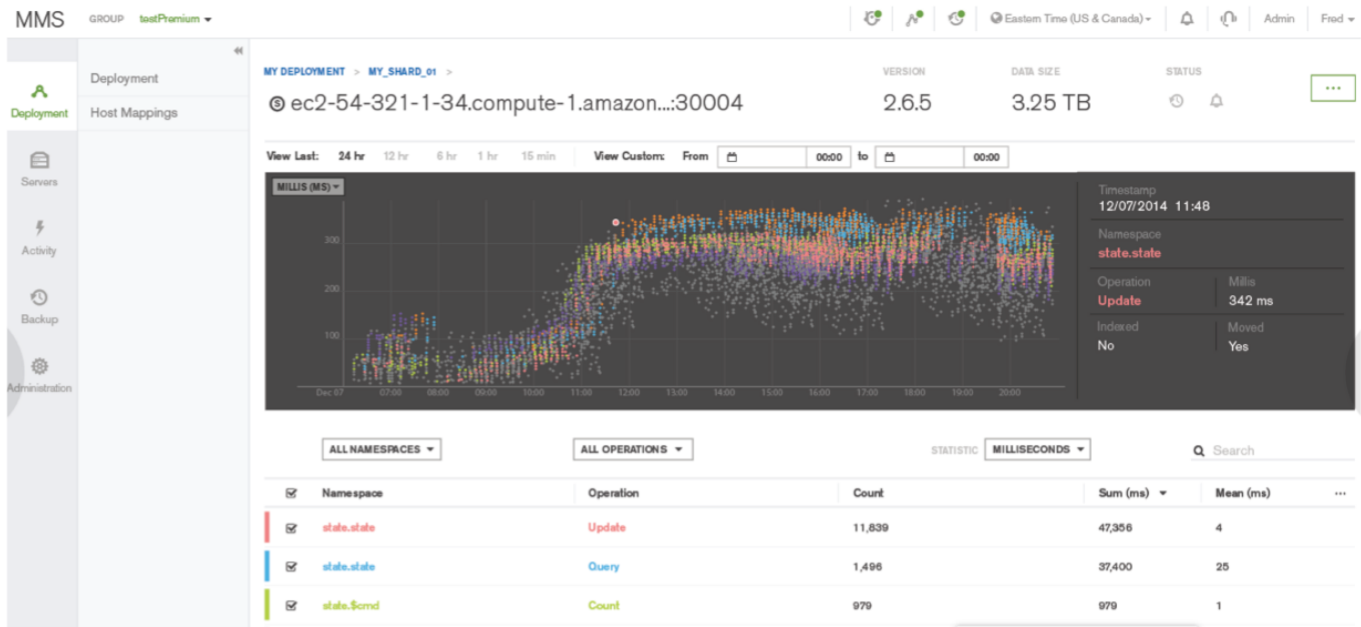 MMS GROUP testPremium Eastern Time (US & Canada) Admin Fred
Deployment
Servers
Activity
Backup
Administration
Deployment
Host Mappings
MY DEPLOYMENT > MY_SHARD_01 >
ec2-54-321-1-34.compute-1.amazon...:30004
VERSION
2.6.5
DATA SIZE
3.25 TB
STATUS
...
View Last: 24 hr 12 hr 6 hr 1 hr 15 min View Custom: From 00:00 to 00:00
MILLIS (MS)
300
200
100
Dec 07 07:00 08:00 09:00 10:00 11:00 12:00 13:00 14:00 15:00 16:00 17:00 18:00 19:00 20:00
Timestamp
12/07/2014 11:48
Namespace
state.state
Operation Millis
Update 342 ms
Indexed Moved
No Yes
ALL NAMESPACES ALL OPERATIONS STATISTIC MILLISECONDS Search
Namespace Operation Count Sum (ms) Mean (ms) ...
state.state Update 11,839 47,356 4
state.state Query 1,496 37,400 25
state.$cmd Count 979 979 1